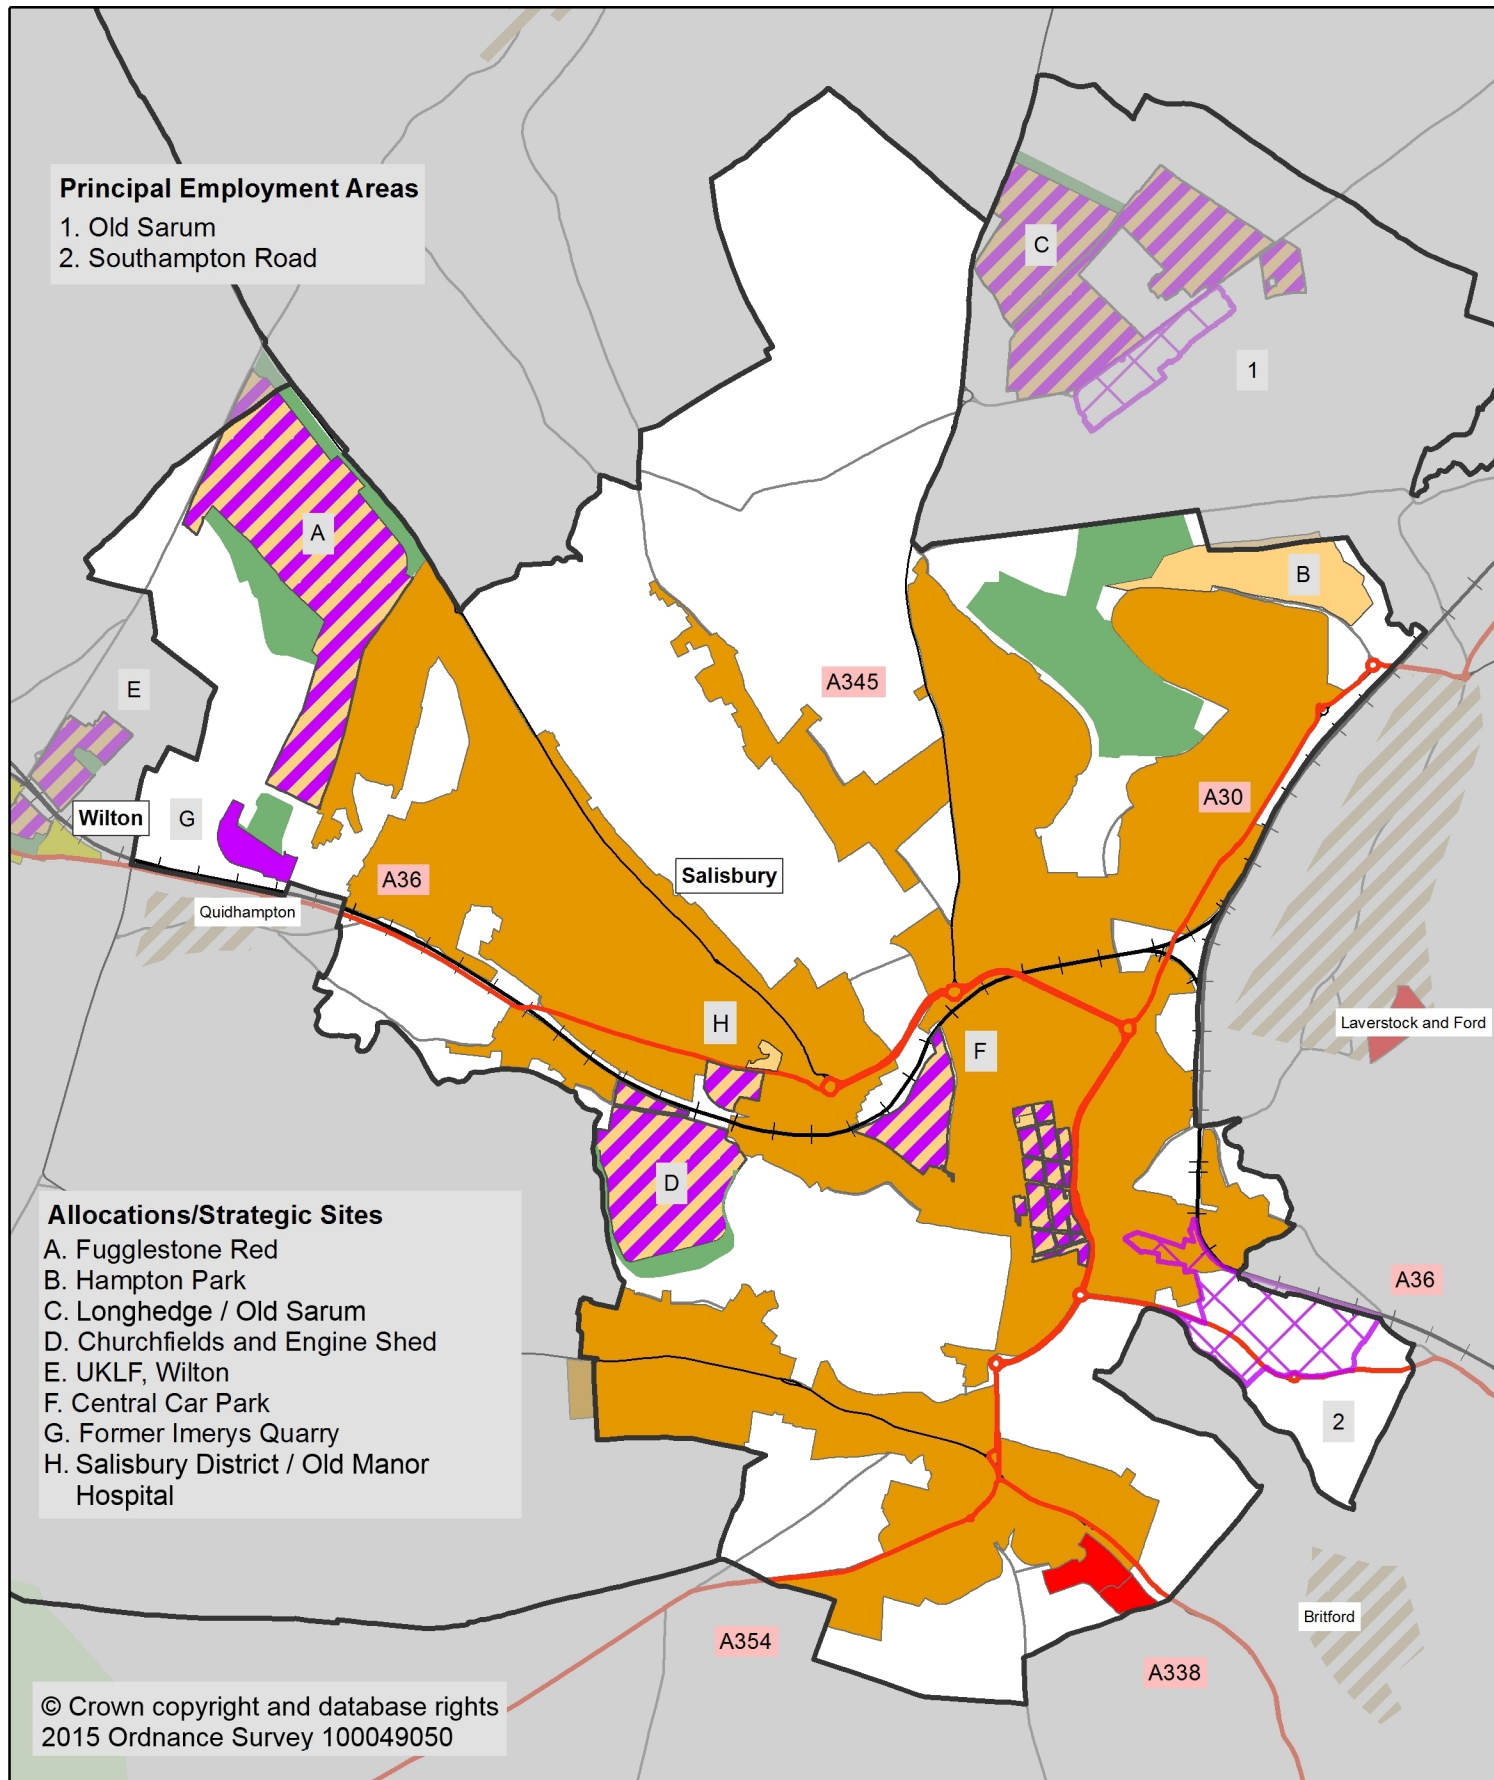 Principal Employment Areas
1. Old Sarum
2. Southampton Road
C
1
A
B
E
A345
Wilton
G
A30
Salisbury
A36
Quidhampton
H
F
Laverstock and Ford
D
Allocations/Strategic Sites
A. Fugglestone Red
B. Hampton Park
C. Longhedge / Old Sarum
D. Churchfields and Engine Shed
E. UKLF, Wilton
F. Central Car Park
G. Former Imerys Quarry
H. Salisbury District / Old Manor
Hospital
A36
2
Britford
A354
A338
© Crown copyright and database rights
2015 Ordnance Survey 100049050